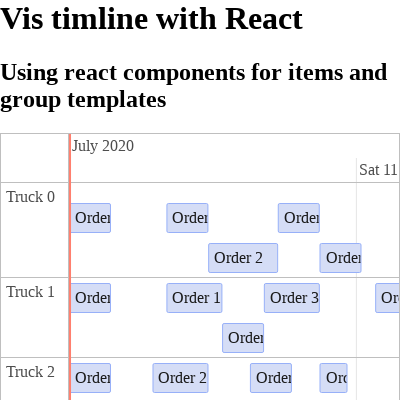 Vis timline with React
Using react components for items and
group templates
July 2020
Sat 11
Truck 0
Order Order Order
Order 2 Order
Truck 1
Order Order 1 Order 3 Or
Order
Truck 2
Order Order 2 Order Or